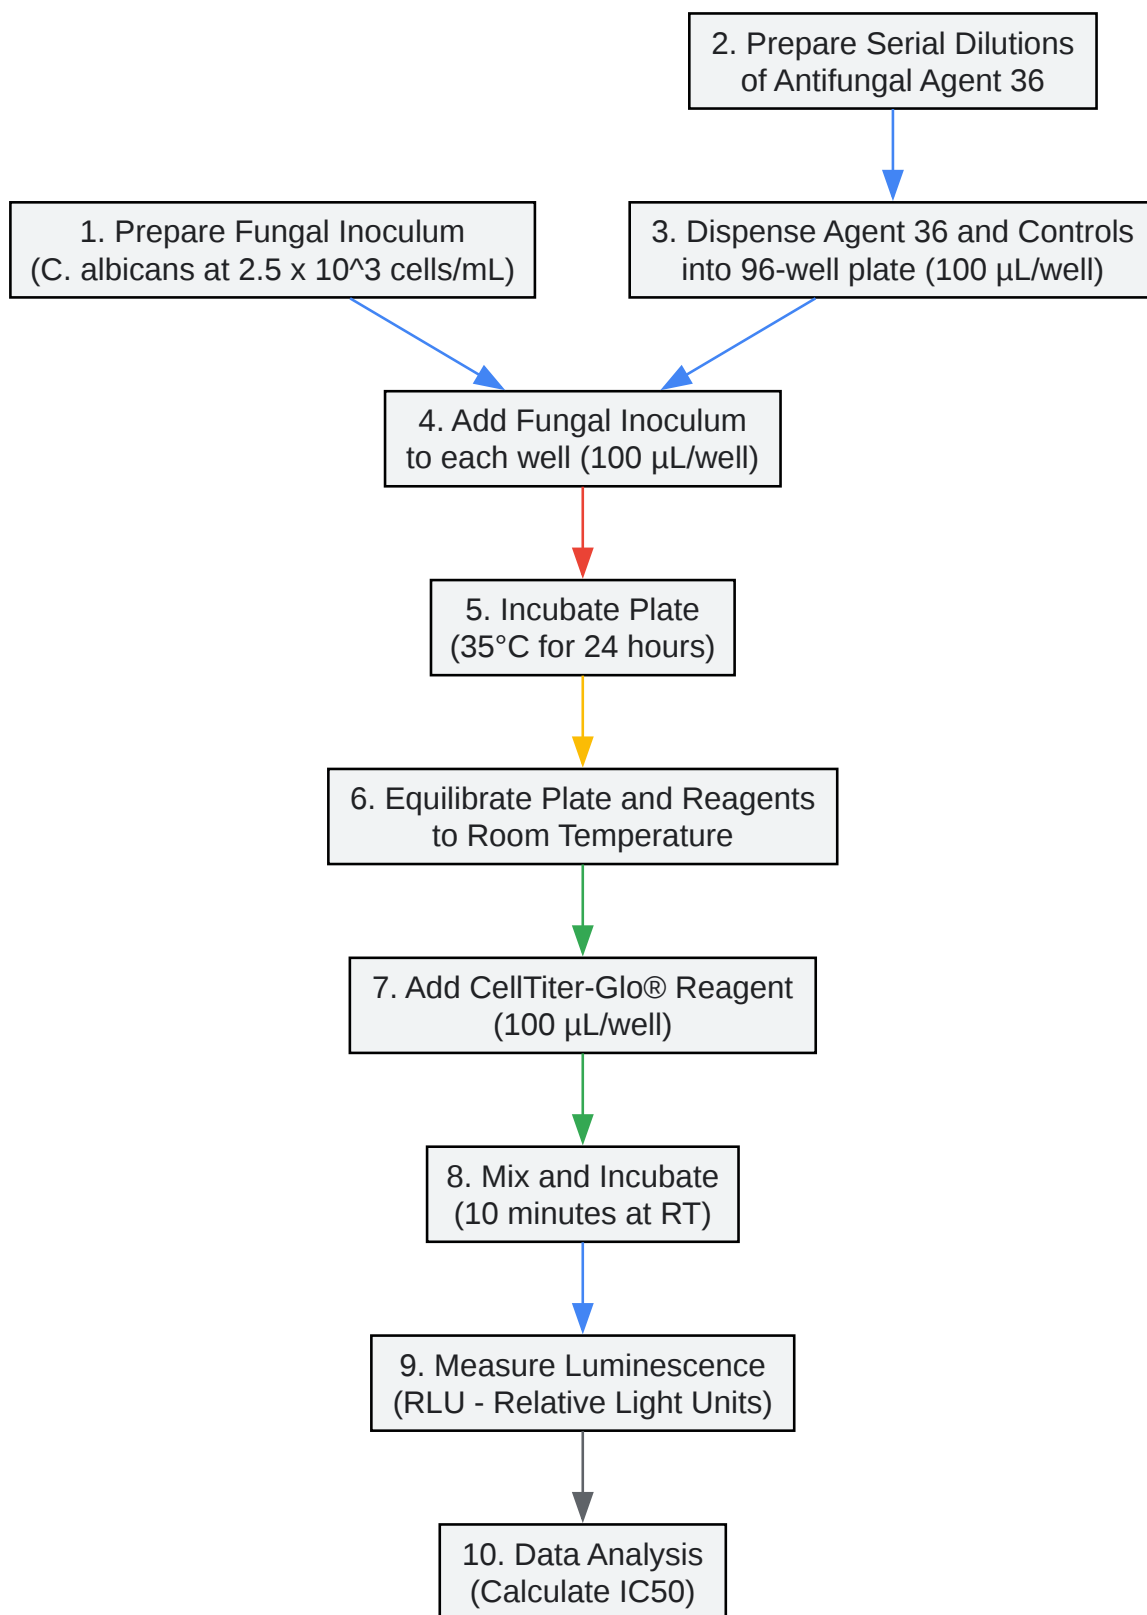 2. Prepare Serial Dilutions
of Antifungal Agent 36
1. Prepare Fungal Inoculum
(C. albicans at 2.5 x 10^3 cells/mL)
3. Dispense Agent 36 and Controls
into 96-well plate (100 µL/well)
4. Add Fungal Inoculum
to each well (100 µL/well)
5. Incubate Plate
(35°C for 24 hours)
6. Equilibrate Plate and Reagents
to Room Temperature
7. Add CellTiter-Glo® Reagent
(100 µL/well)
8. Mix and Incubate
(10 minutes at RT)
9. Measure Luminescence
(RLU - Relative Light Units)
10. Data Analysis
(Calculate IC50)